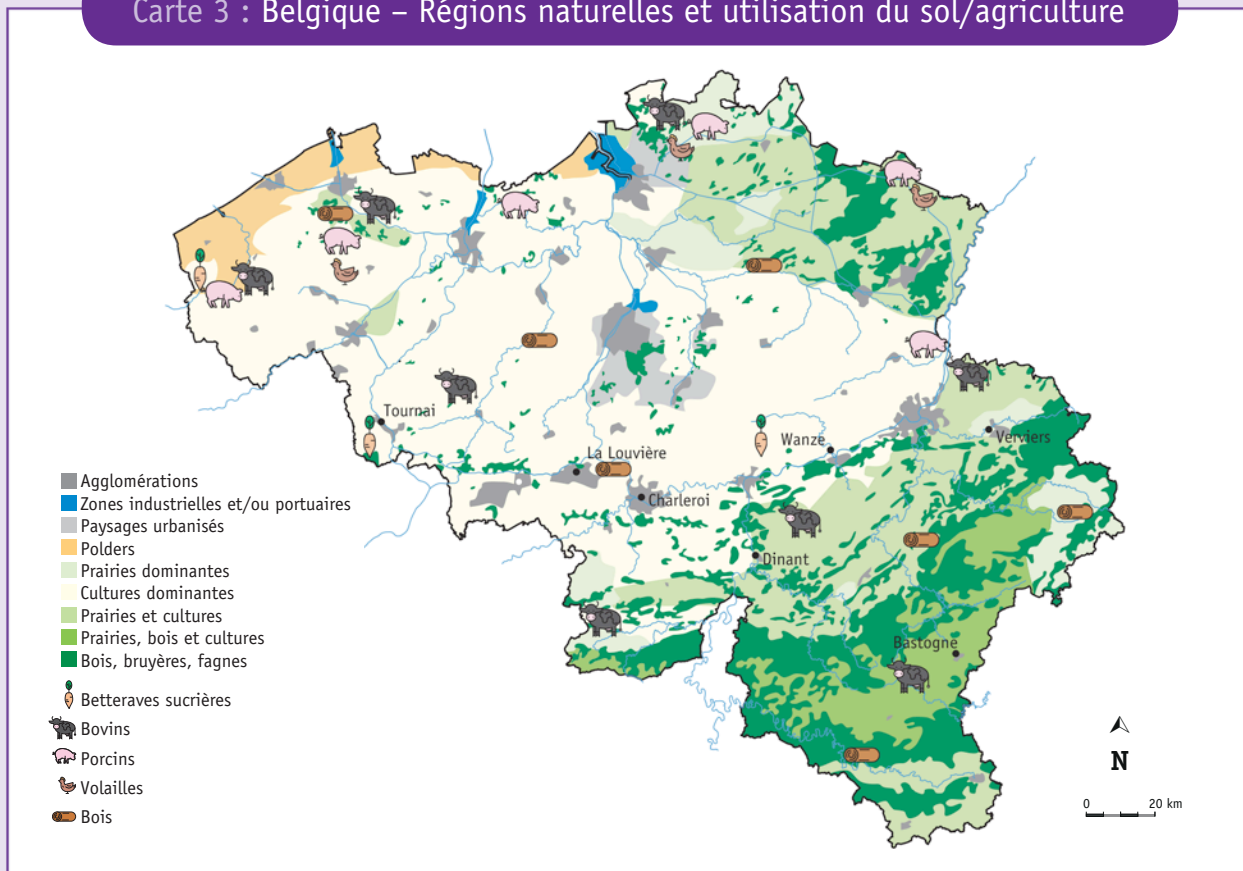 Carte 3 : Belgique – Régions naturelles et utilisation du sol/agriculture
Tournai
La Louvière
Wanze
Verviers
Charleroi
Dinant
Bastogne
Agglomérations
Zones industrielles et/ou portuaires
Paysages urbanisés
Polders
Prairies dominantes
Cultures dominantes
Prairies et cultures
Prairies, bois et cultures
Bois, bruyères, fagnes
Betteraves sucrières
Bovins
Porcins
Volailles
Bois
N
0 20 km